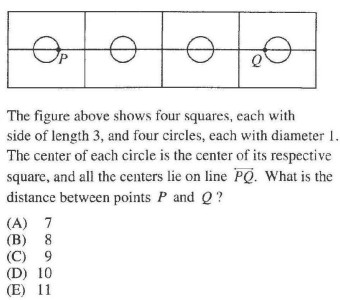 P
Q
The figure above shows four squares, each with
side of length 3, and four circles, each with diameter 1.
The center of each circle is the center of its respective
square, and all the centers lie on line PQ. What is the
distance between points P and Q ?
(A) 7
(B) 8
(C) 9
(D) 10
(E) 11